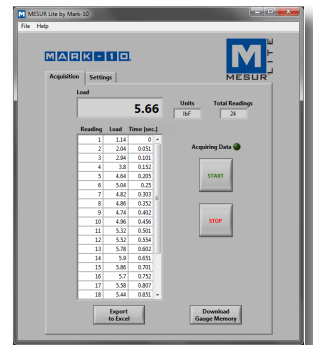 MESUR Lite by Mark-10
File Help
MARK-10
M
LITE
MESUR
Acquisition Settings
Load
5.66
Units
lbF
Total Readings
24
Reading Load Time [sec.]
1 1.14 0
2 2.04 0.051
3 2.94 0.101
4 3.8 0.152
5 4.64 0.205
6 5.04 0.25
7 4.82 0.303
8 4.86 0.352
9 4.74 0.402
10 4.96 0.456
11 5.32 0.501
12 5.52 0.554
13 5.78 0.602
14 5.9 0.651
15 5.86 0.701
16 5.7 0.752
17 5.58 0.807
18 5.44 0.851
Acquiring Data
START
STOP
Export
to Excel
Download
Gauge Memory